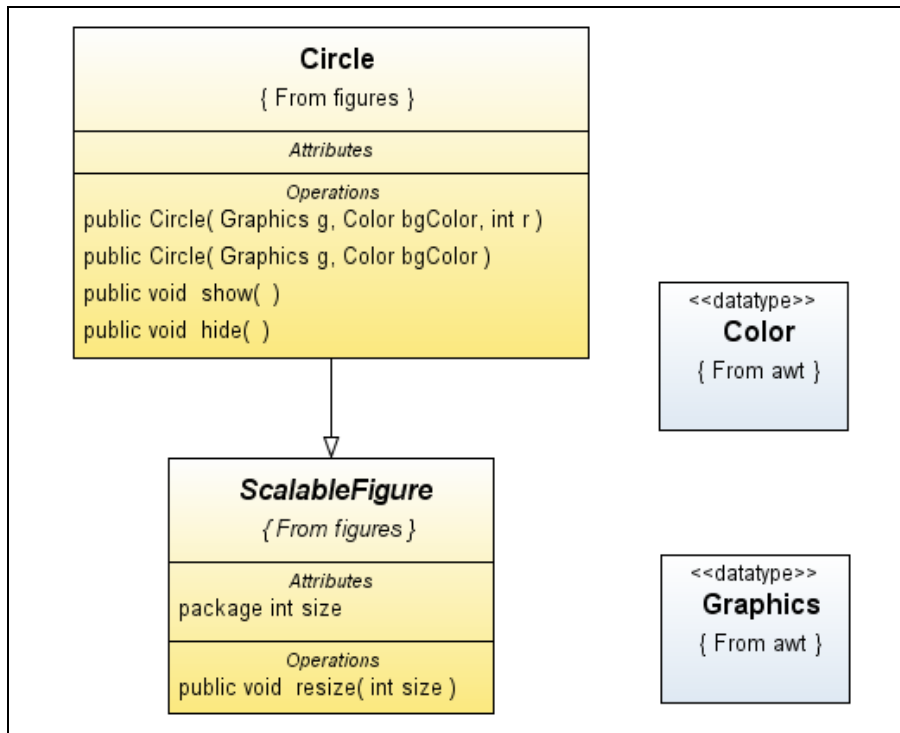 Circle
{ From figures }
Attributes
Operations
public Circle( Graphics g, Color bgColor, int r )
public Circle( Graphics g, Color bgColor )
public void show( )
public void hide( )
<<datatype>>
Color
{ From awt }
ScalableFigure
{ From figures }
Attributes
package int size
Operations
public void resize( int size )
<<datatype>>
Graphics
{ From awt }